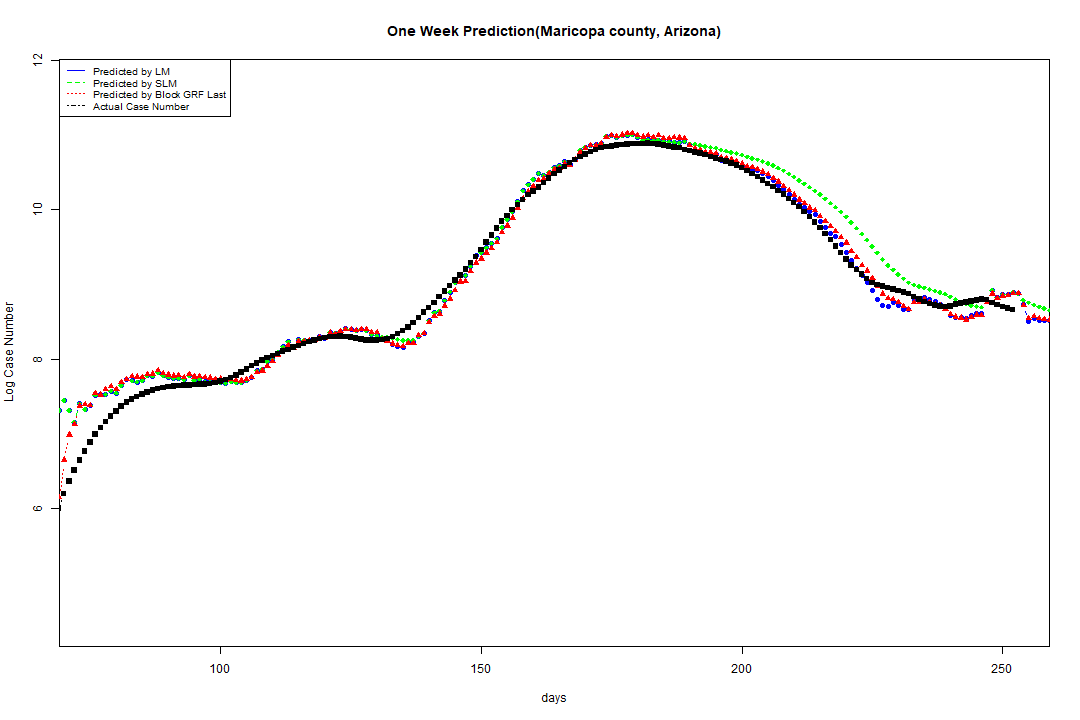 One Week Prediction(Maricopa county, Arizona)
Predicted by LM
Predicted by SLM
Predicted by Block GRF Last
Actual Case Number
12
10
8
6
Log Case Number
100
150
200
250
days